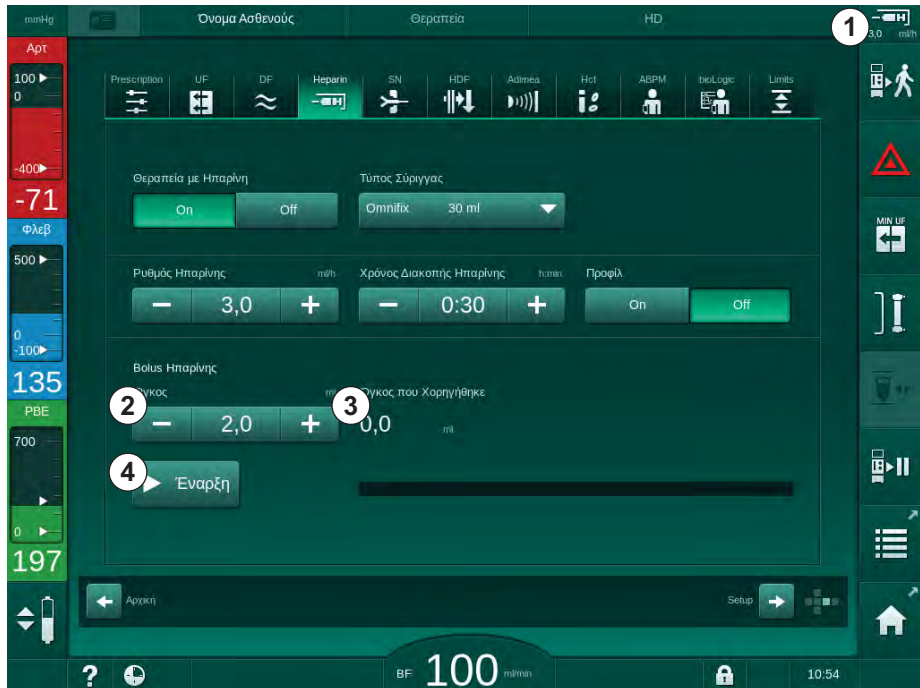 mmHg Όνομα Ασθενούς Θεραπεία HD 1
3,0 ml/h
Αρτ
100
0
-400
-71
Φλεβ
500
0
-100
135
PBE
700
0
197
Prescription UF DF Heparin SN HDF Adimea Hct ABPM bioLogic Limits
Θεραπεία με Ηπαρίνη Τύπος Σύριγγας
On Off Omnifix 30 ml
Ρυθμός Ηπαρίνης ml/h Χρόνος Διακοπής Ηπαρίνης h:min Προφίλ
3,0 0:30 On Off
Bolus Ηπαρίνης
Όγκος ml Όγκος που Χορηγήθηκε
2 2,0 3 0,0 ml
4 Έναρξη
MIN UF
Αρχική Setup
? BF 100 ml/min 10:54